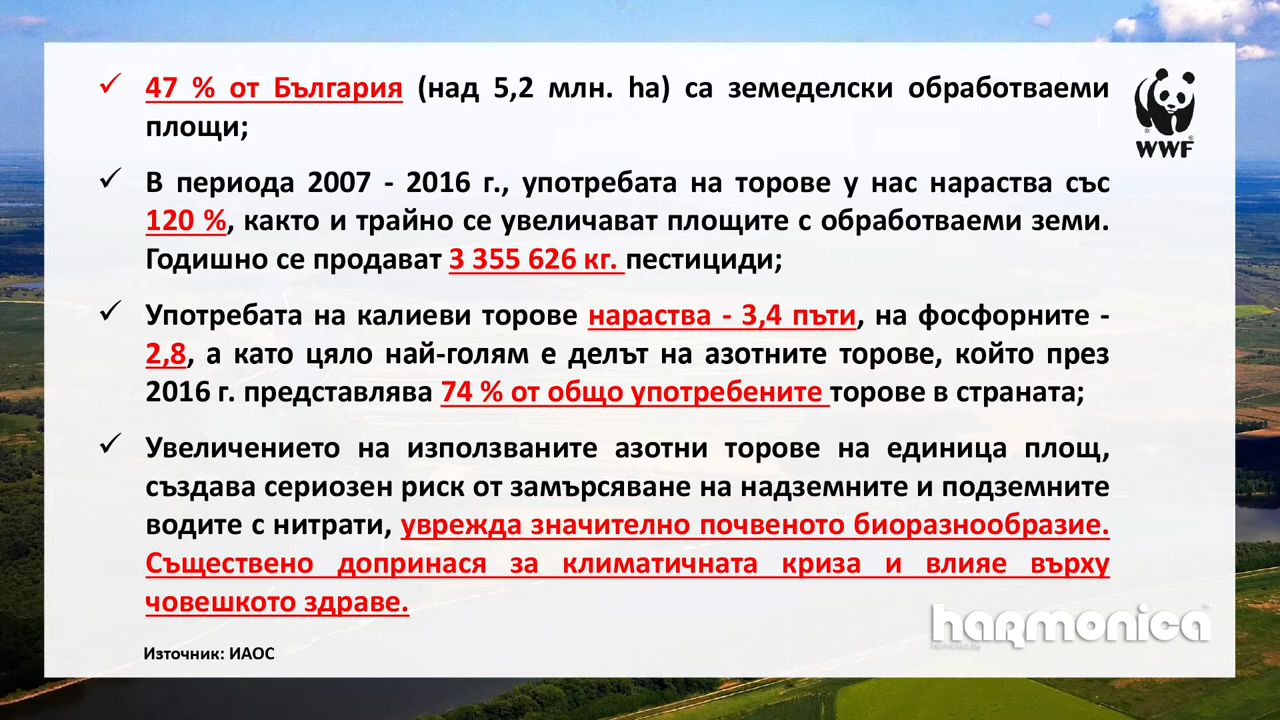 47 % от България (над 5,2 млн. ha) са земеделски обработваеми
площи;
WWF
В периода 2007 - 2016 г., употребата на торове у нас нараства със
120 %, както и трайно се увеличават площите с обработваеми земи.
Годишно се продават 3 355 626 кг. пестициди;
Употребата на калиеви торове нараства - 3,4 пъти, на фосфорните -
2,8, а като цяло най-голям е делът на азотните торове, който през
2016 г. представлява 74 % от общо употребените торове в страната;
Увеличението на използваните азотни торове на единица площ,
създава сериозен риск от замърсяване на надземните и подземните
водите с нитрати, уврежда значително почвеното биоразнообразие.
Съществено допринася за климатичната криза и влияе върху
човешкото здраве.
harmonica
harmonica.bg
Източник: ИАОС